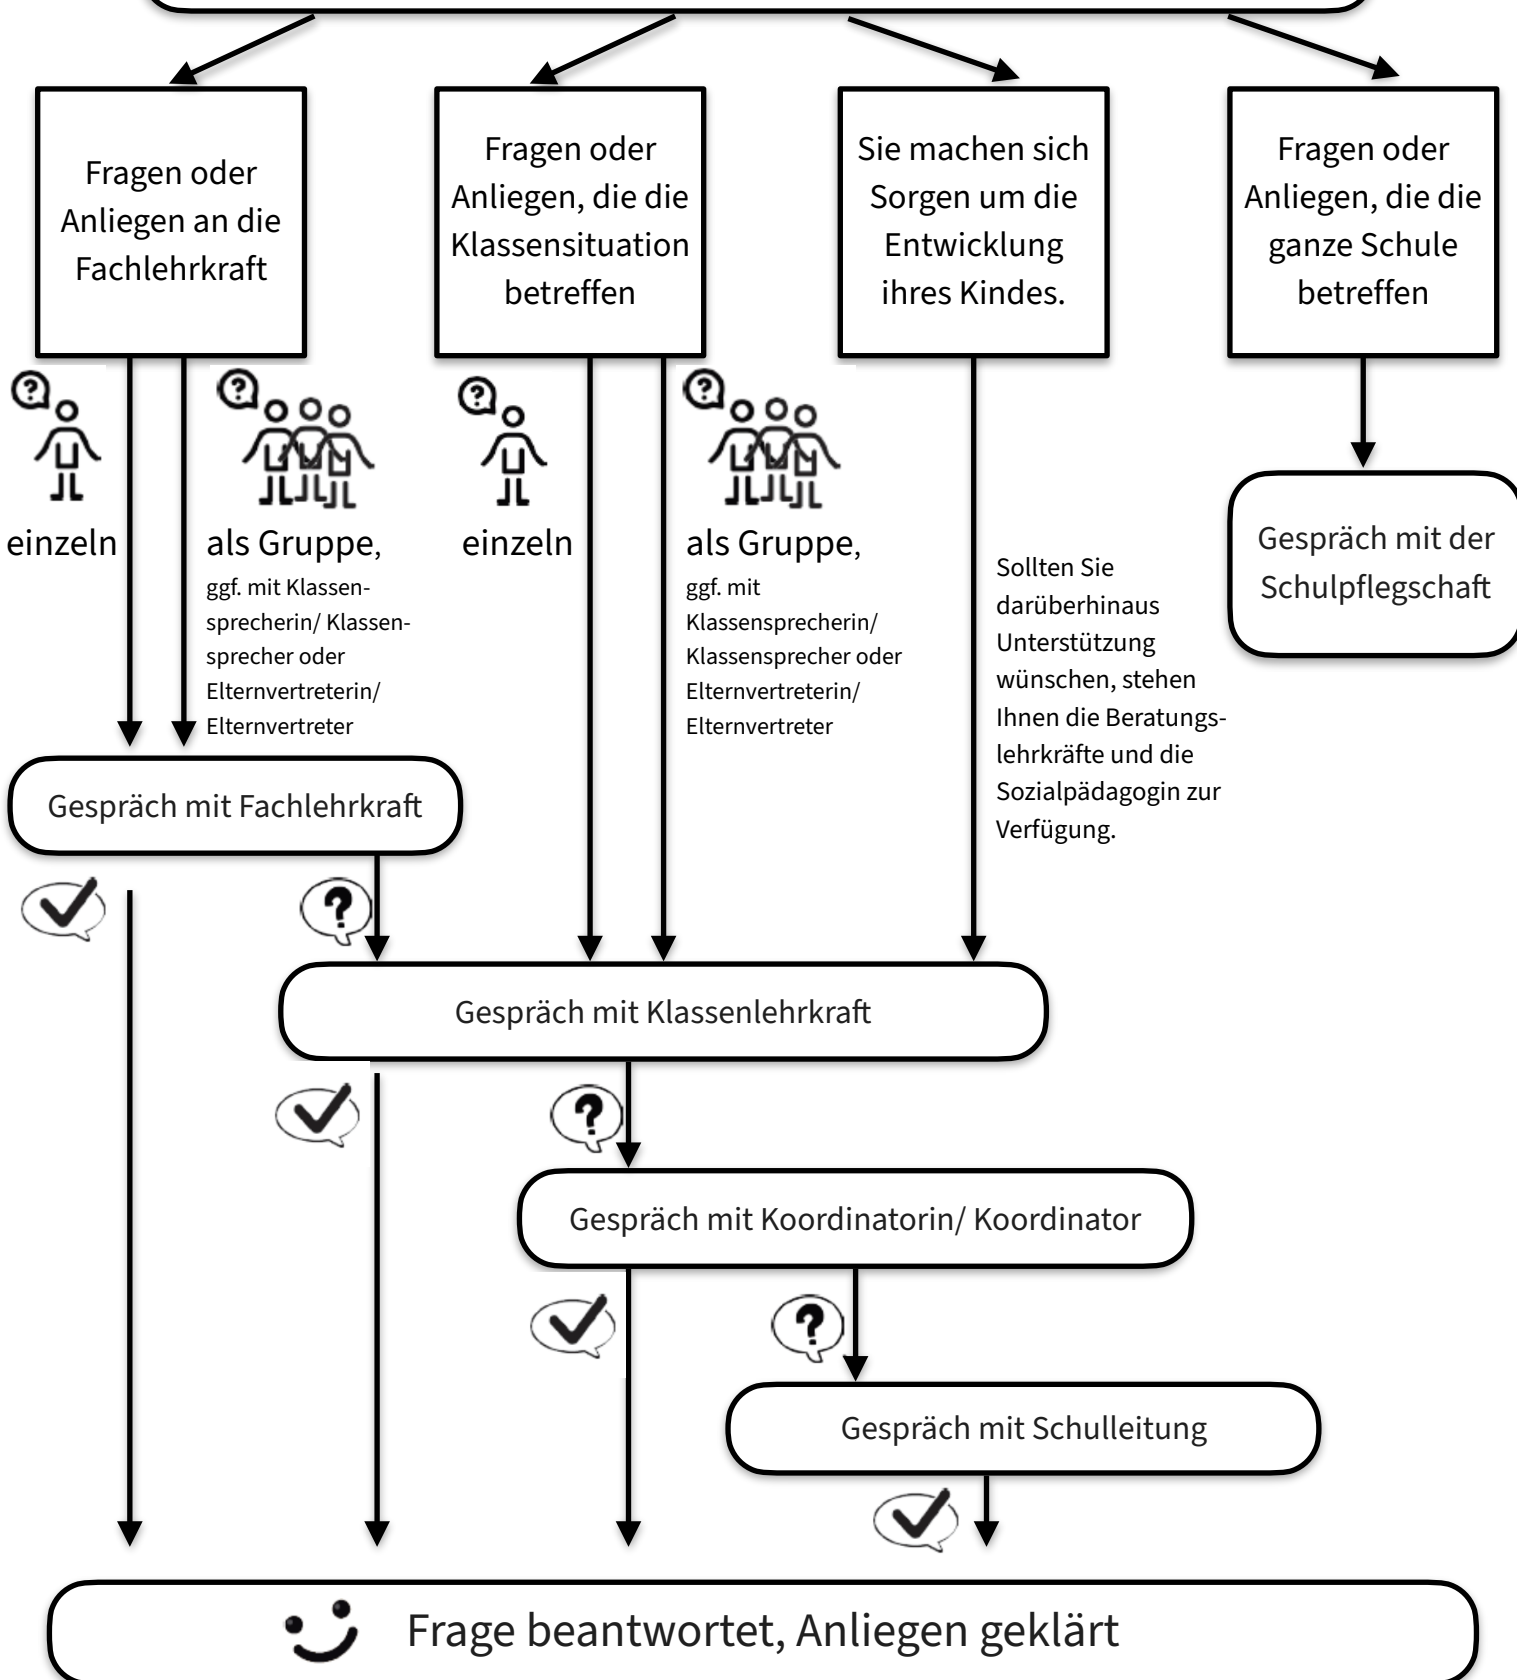 Fragen oder
Anliegen an die
Fachlehrkraft
Fragen oder
Anliegen, die die
Klassensituation
betreffen
Sie machen sich
Sorgen um die
Entwicklung
ihres Kindes.
Fragen oder
Anliegen, die die
ganze Schule
betreffen
?
einzeln
?
als Gruppe,
ggf. mit Klassen-
sprecherin/ Klassen-
sprecher oder
Elternvertreterin/
Elternvertreter
?
einzeln
?
als Gruppe,
ggf. mit
Klassensprecherin/
Klassensprecher oder
Elternvertreterin/
Elternvertreter
Sollten Sie
darüberhinaus
Unterstützung
wünschen, stehen
Ihnen die Beratungs-
lehrkräfte und die
Sozialpädagogin zur
Verfügung.
Gespräch mit der
Schulpflegschaft
Gespräch mit Fachlehrkraft
?
Gespräch mit Klassenlehrkraft
?
Gespräch mit Koordinatorin/ Koordinator
?
Gespräch mit Schulleitung
Frage beantwortet, Anliegen geklärt